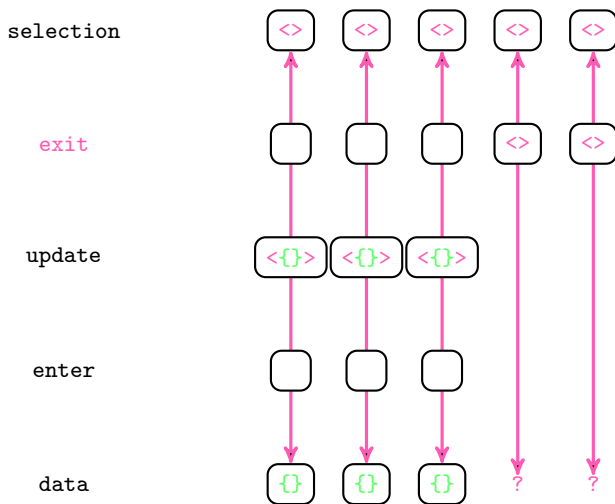 selection <> <> <> <> <>
exit <> <>
update <{}> <{}> <{}>
enter
data {} {} {} ? ?